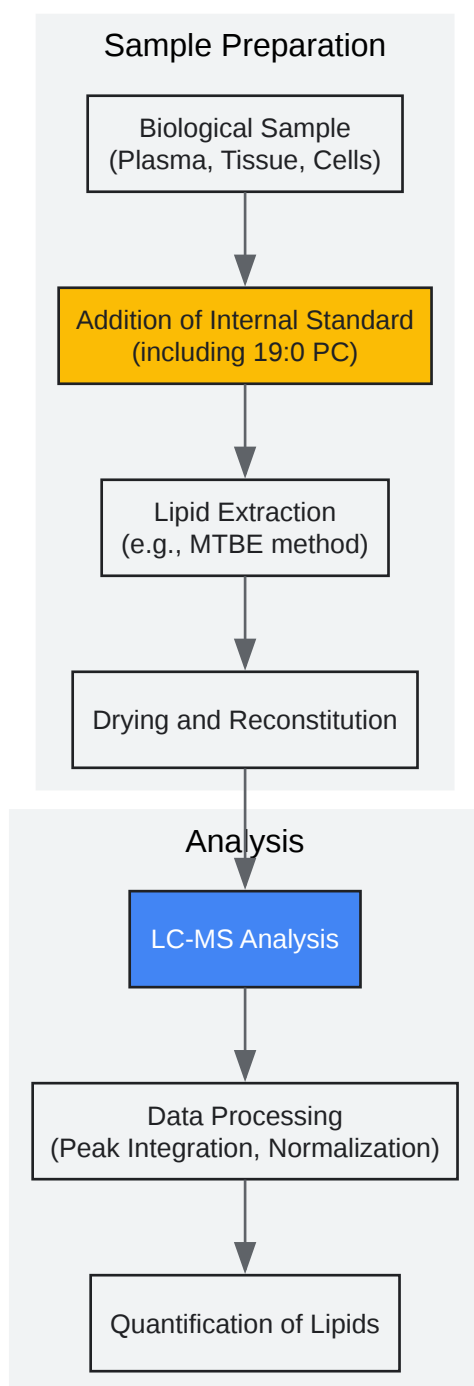 Sample Preparation
Biological Sample
(Plasma, Tissue, Cells)
Addition of Internal Standard
(including 19:0 PC)
Lipid Extraction
(e.g., MTBE method)
Drying and Reconstitution
Analysis
LC-MS Analysis
Data Processing
(Peak Integration, Normalization)
Quantification of Lipids